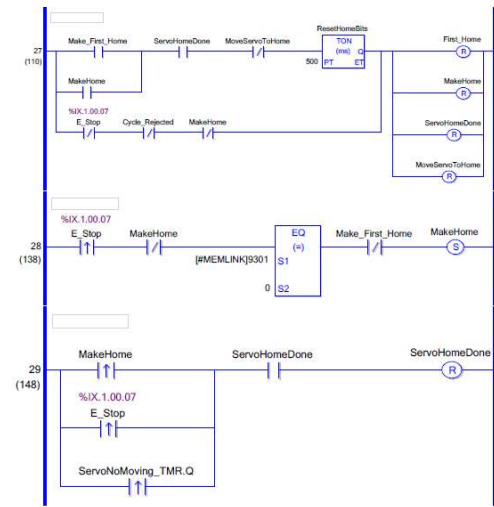 ResetHomeBits
Make_First_Home ServoHomeDone MoveServoToHome TON First_Home
27 (ms) Q R
(110) 500 PT ET
MakeHome MakeHome
R
%IX.1.00.07
E_Stop Cycle_Rejected MakeHome ServoHomeDone
R
MoveServoToHome
R
%IX.1.00.07
E_Stop MakeHome EQ Make_First_Home MakeHome
28 (=) S
(138) [#MEMLINK]9301 S1
0 S2
MakeHome ServoHomeDone ServoHomeDone
29 R
(148)
%IX.1.00.07
E_Stop
ServoNoMoving_TMR.Q